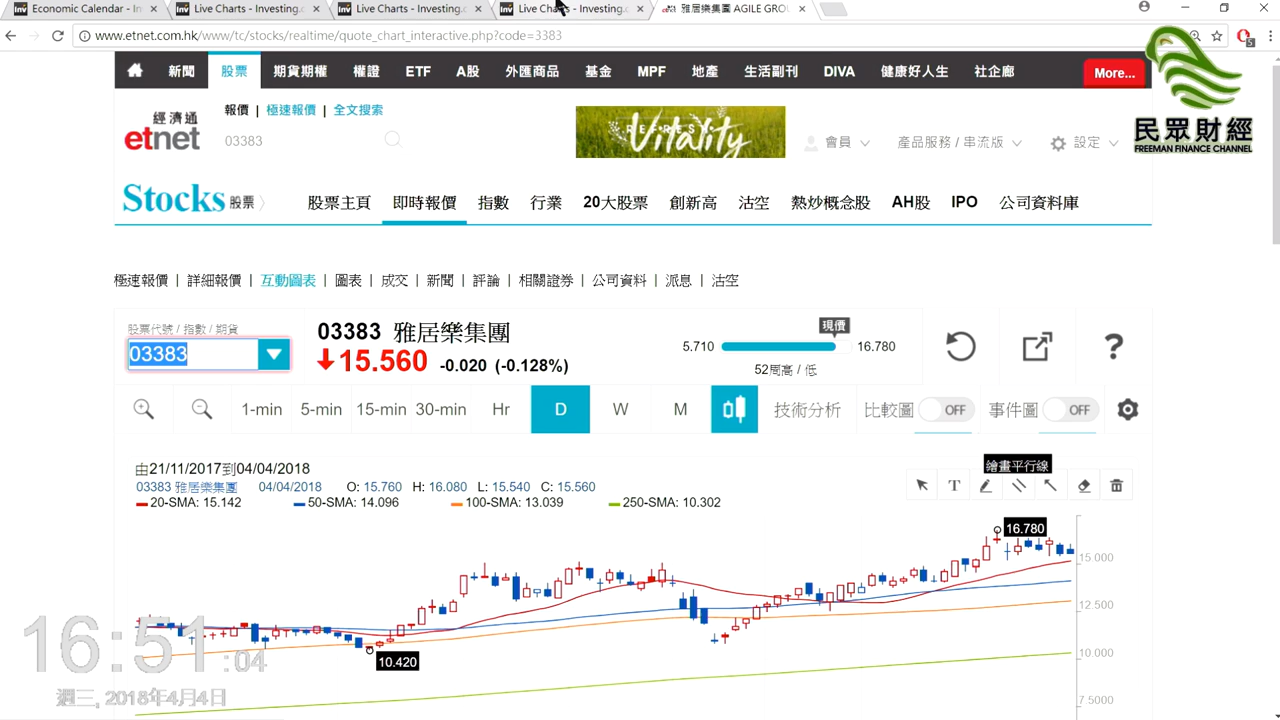 Economic Calendar - In
Live Charts - Investing.c
Live Charts - Investing.c
Live Charts - Investing.c
雅居樂集團 AGILE GROU
www.etnet.com.hk/www/tc/stocks/realtime/quote_chart_interactive.php?code=3383
新聞 股票 期貨期權 權證 ETF A股 外匯商品 基金 MPF 地產 生活副刊 DIVA 健康好人生 社企廊 More...
民眾財經
FREEMAN FINANCE CHANNEL
經濟通
etnet
報價 | 極速報價 | 全文搜索
03383
REFRESH
Vitality
會員 產品服務 / 串流版 設定
Stocks 股票 股票主頁 即時報價 指數 行業 20大股票 創新高 沽空 熱炒概念股 AH股 IPO 公司資料庫
極速報價 | 詳細報價 | 互動圖表 | 圖表 | 成交 | 新聞 | 評論 | 相關證券 | 公司資料 | 派息 | 沽空
股票代號 / 指數 / 期貨
03383
03383 雅居樂集團
15.560 -0.020 (-0.128%)
現價
5.710 16.780
52周高 / 低
?
1-min 5-min 15-min 30-min Hr D W M 技術分析 比較圖 OFF 事件圖 OFF
由21/11/2017到04/04/2018
繪畫平行線
03383 雅居樂集團 04/04/2018 O: 15.760 H: 16.080 L: 15.540 C: 15.560
T
20-SMA: 15.142 50-SMA: 14.096 100-SMA: 13.039 250-SMA: 10.302
16.780
15.000
12.500
10.000
7.5000
10.420
16:51:04
週三, 2018年4月4日